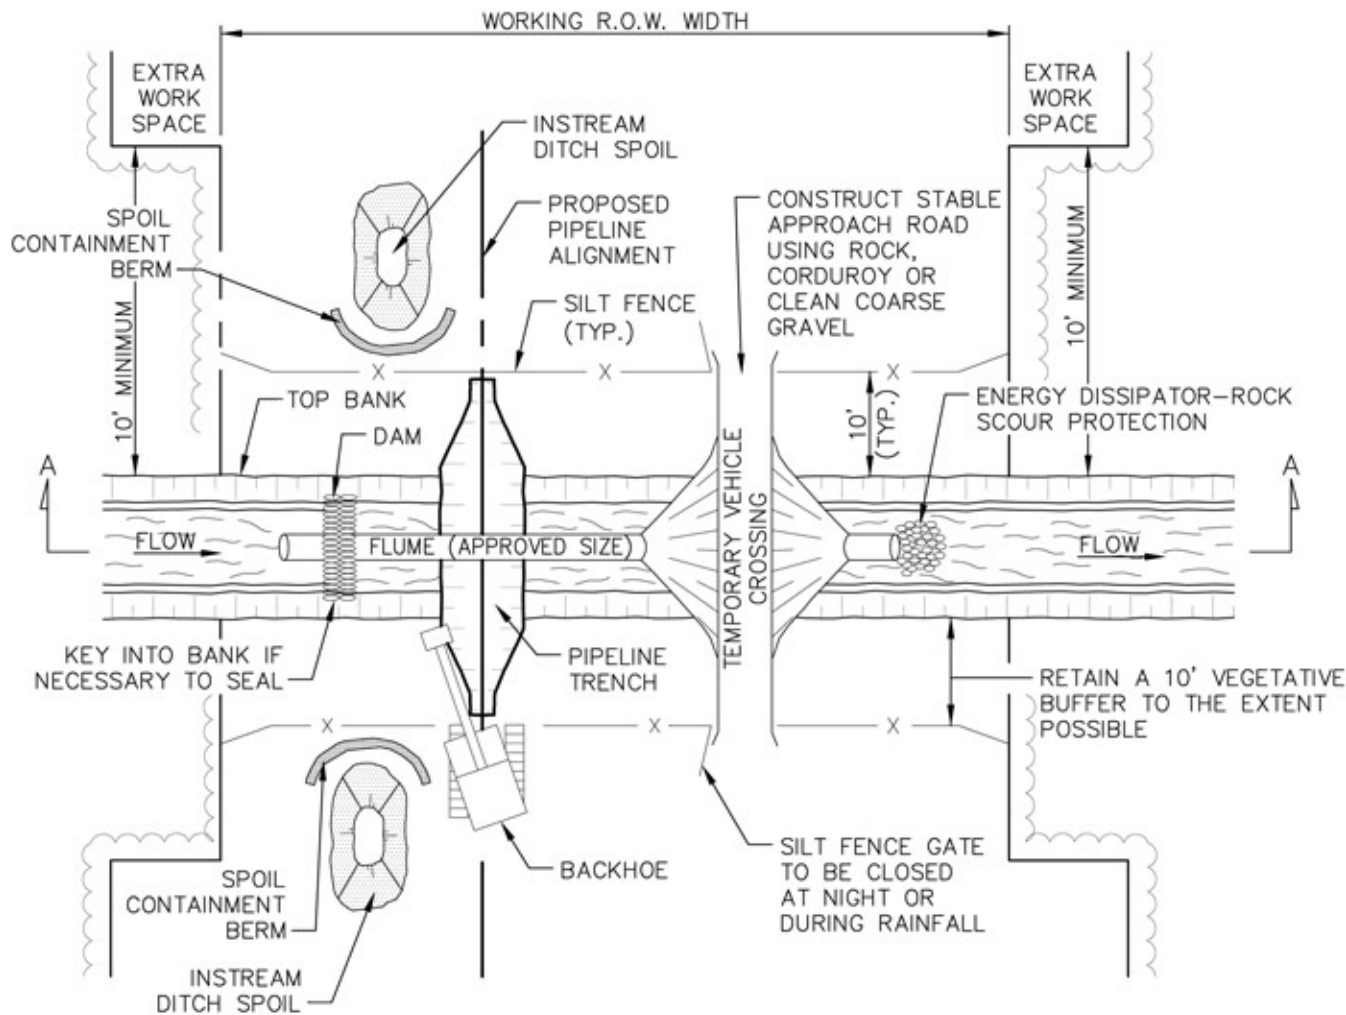 WORKING R.O.W. WIDTH
EXTRA
WORK
SPACE
EXTRA
WORK
SPACE
INSTREAM
DITCH SPOIL
SPOIL
CONTAINMENT
BERM
PROPOSED
PIPELINE
ALIGNMENT
CONSTRUCT STABLE
APPROACH ROAD
USING ROCK,
CORDUROY OR
CLEAN COARSE
GRAVEL
SILT FENCE
(TYP.)
10' MINIMUM
10' MINIMUM
X
X
X
TOP BANK
DAM
10'
(TYP.)
ENERGY DISSIPATOR-ROCK
SCOUR PROTECTION
A
A
FLOW
FLUME (APPROVED SIZE)
TEMPORARY VEHICLE
CROSSING
FLOW
KEY INTO BANK IF
NECESSARY TO SEAL
PIPELINE
TRENCH
RETAIN A 10' VEGETATIVE
BUFFER TO THE EXTENT
POSSIBLE
X
X
X
SPOIL
CONTAINMENT
BERM
BACKHOE
SILT FENCE GATE
TO BE CLOSED
AT NIGHT OR
DURING RAINFALL
INSTREAM
DITCH SPOIL